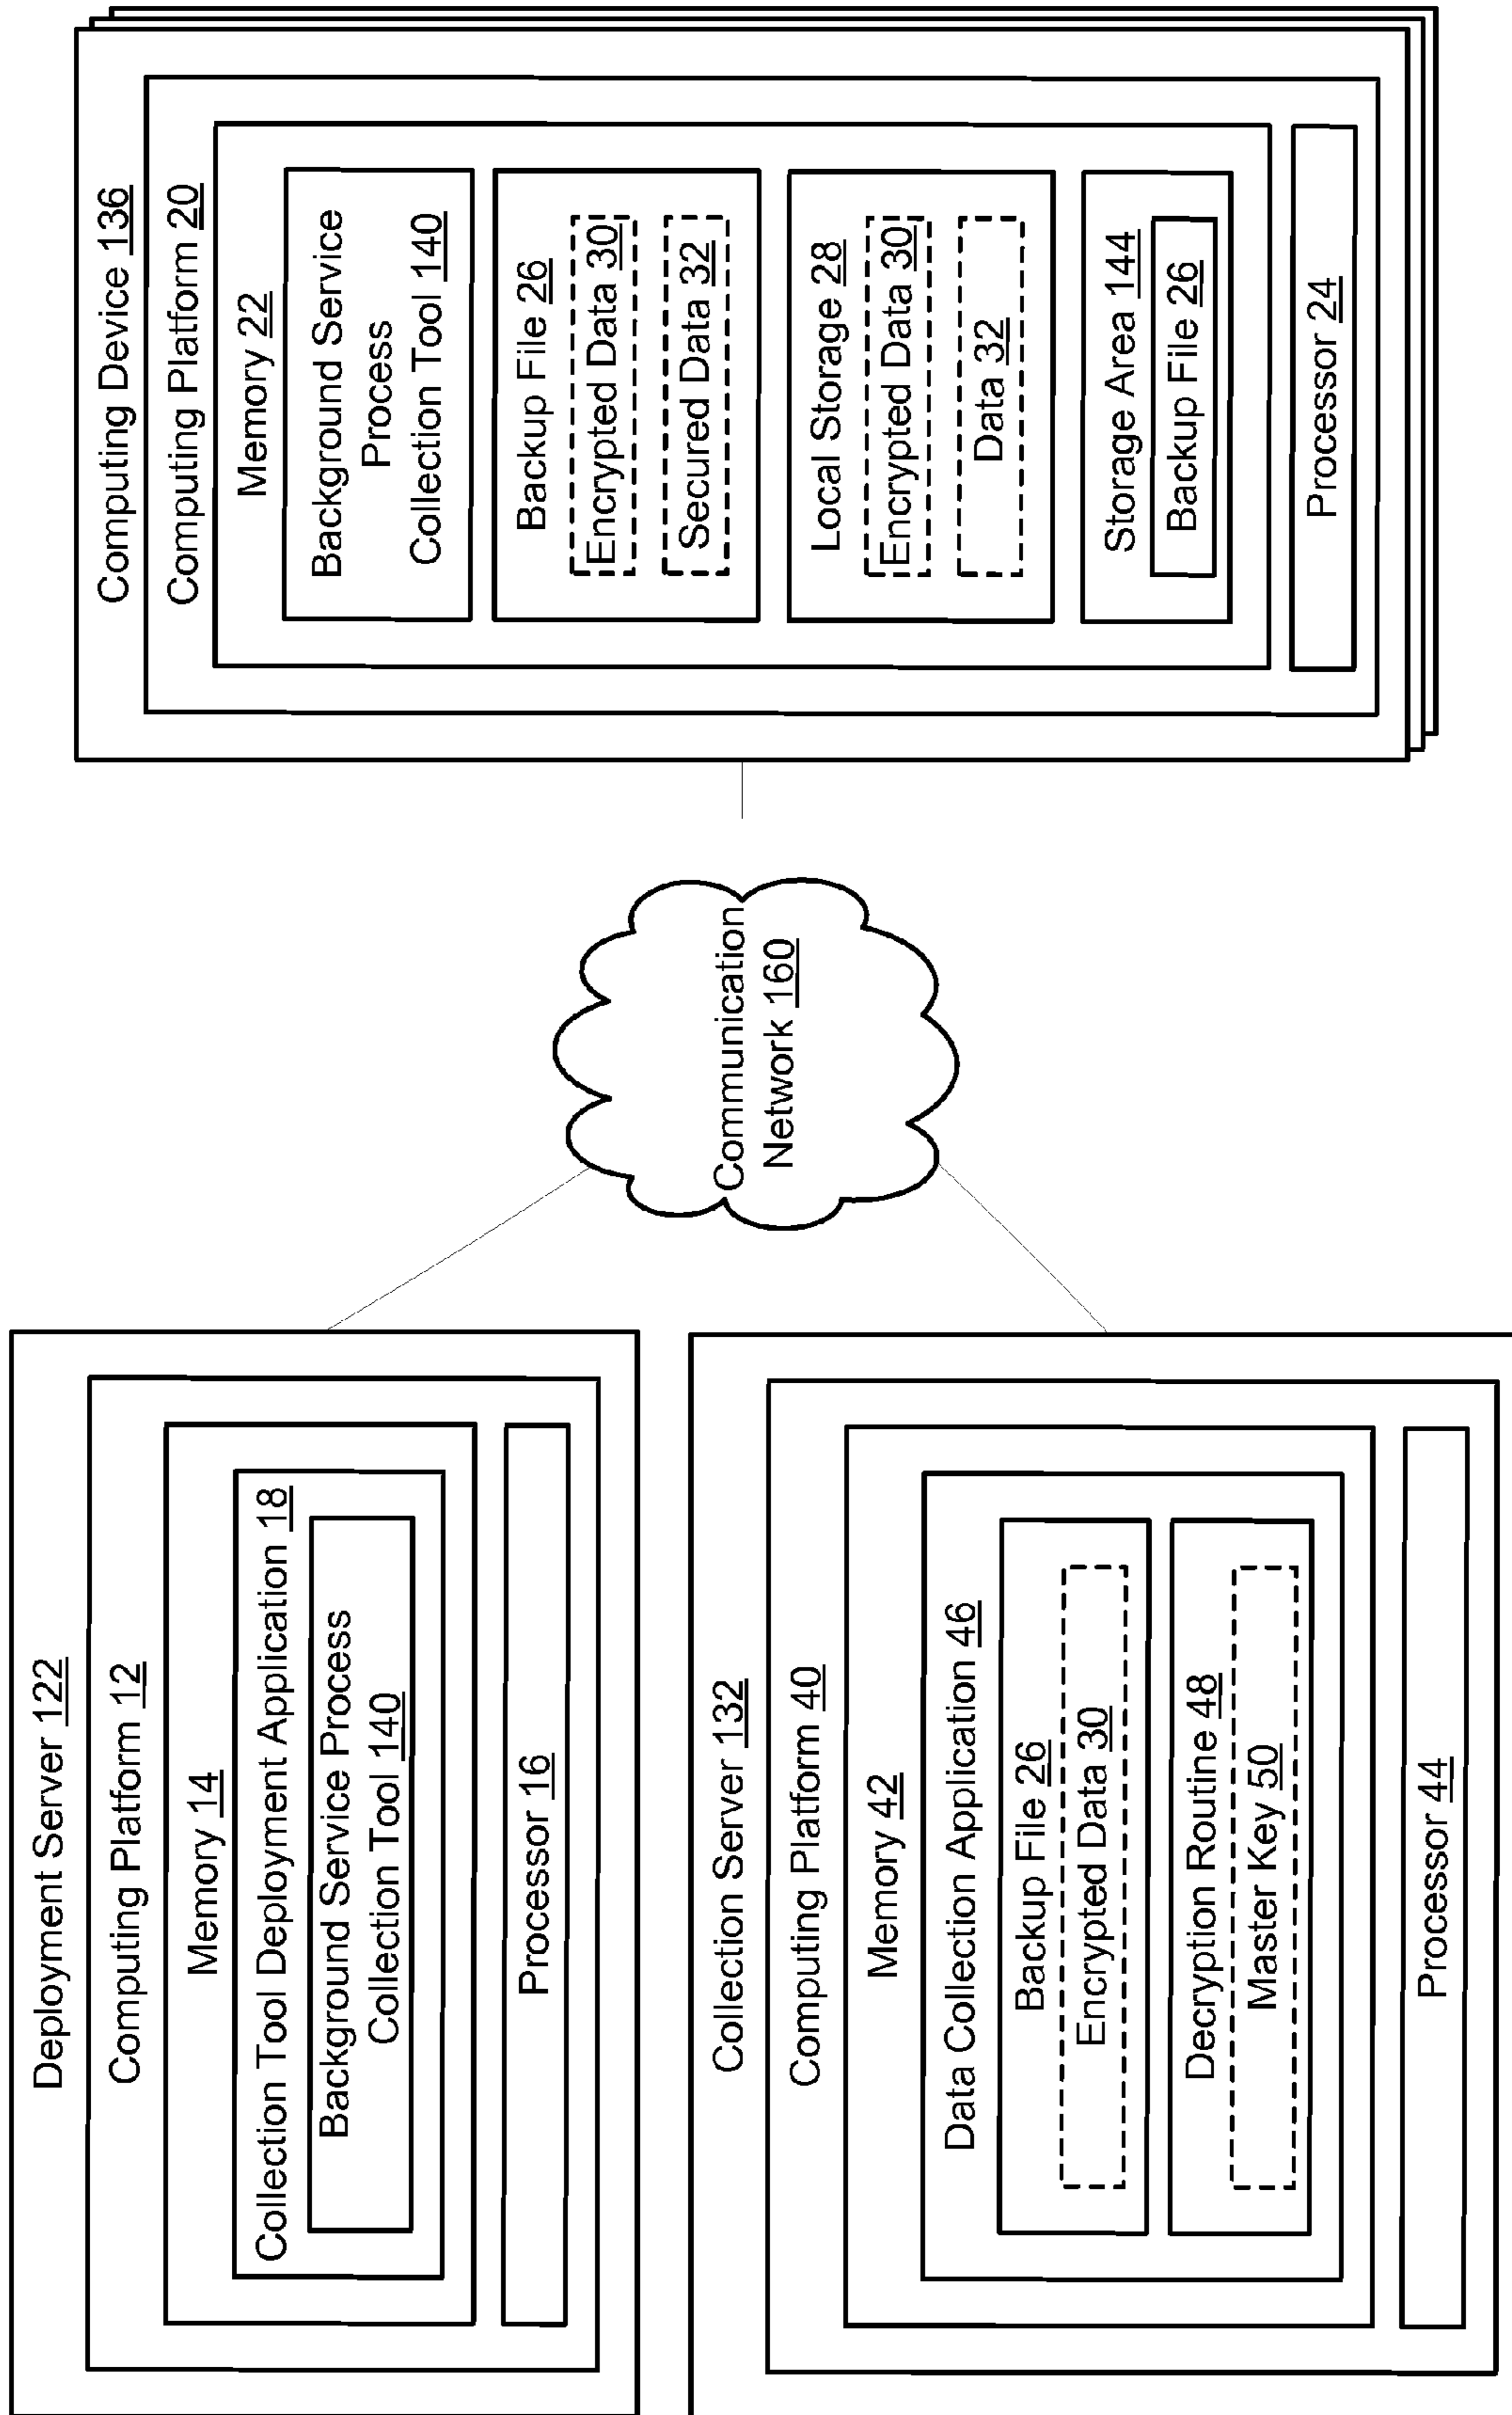 Deployment Server 122
Computing Platform 12
Memory 14
Collection Tool Deployment Application 18
Background Service Process
Collection Tool 140
Processor 16
Collection Server 132
Computing Platform 40
Memory 42
Data Collection Application 46
Backup File 26
Encrypted Data 30
Decryption Routine 48
Master Key 50
Processor 44
Communication
Network 160
Computing Device 136
Computing Platform 20
Memory 22
Background Service
Process
Collection Tool 140
Backup File 26
Encrypted Data 30
Secured Data 32
Local Storage 28
Encrypted Data 30
Data 32
Storage Area 144
Backup File 26
Processor 24